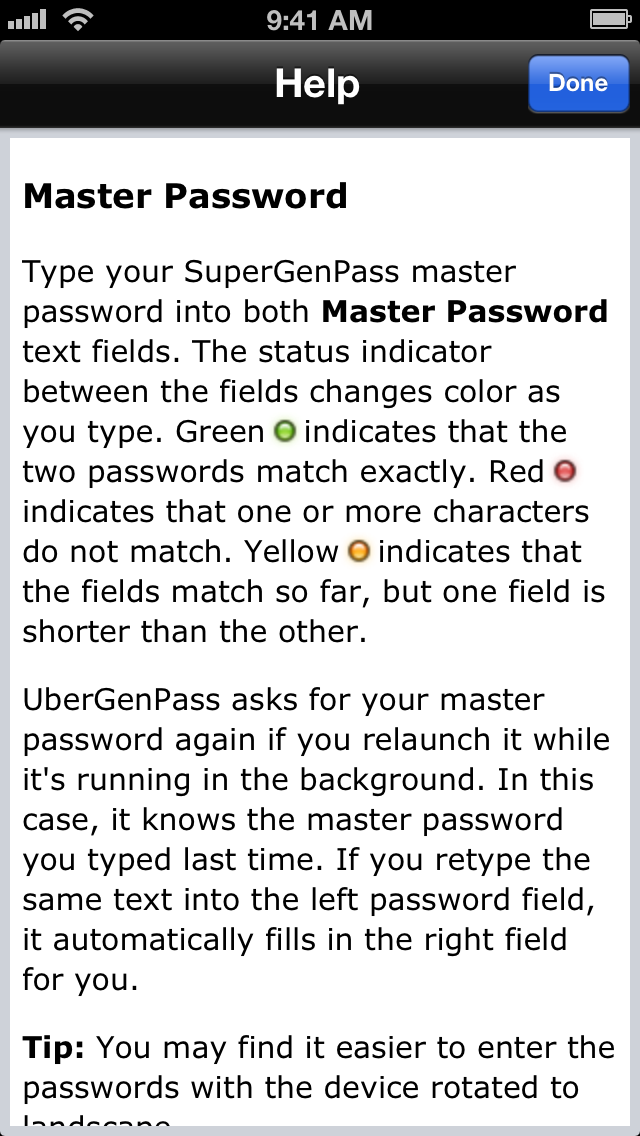 9:41 AM
Help
Done
Master Password
Type your SuperGenPass master
password into both Master Password
text fields. The status indicator
between the fields changes color as
you type. Green indicates that the
two passwords match exactly. Red
indicates that one or more characters
do not match. Yellow indicates that
the fields match so far, but one field is
shorter than the other.
UberGenPass asks for your master
password again if you relaunch it while
it's running in the background. In this
case, it knows the master password
you typed last time. If you retype the
same text into the left password field,
it automatically fills in the right field
for you.
Tip: You may find it easier to enter the
passwords with the device rotated to
landscape